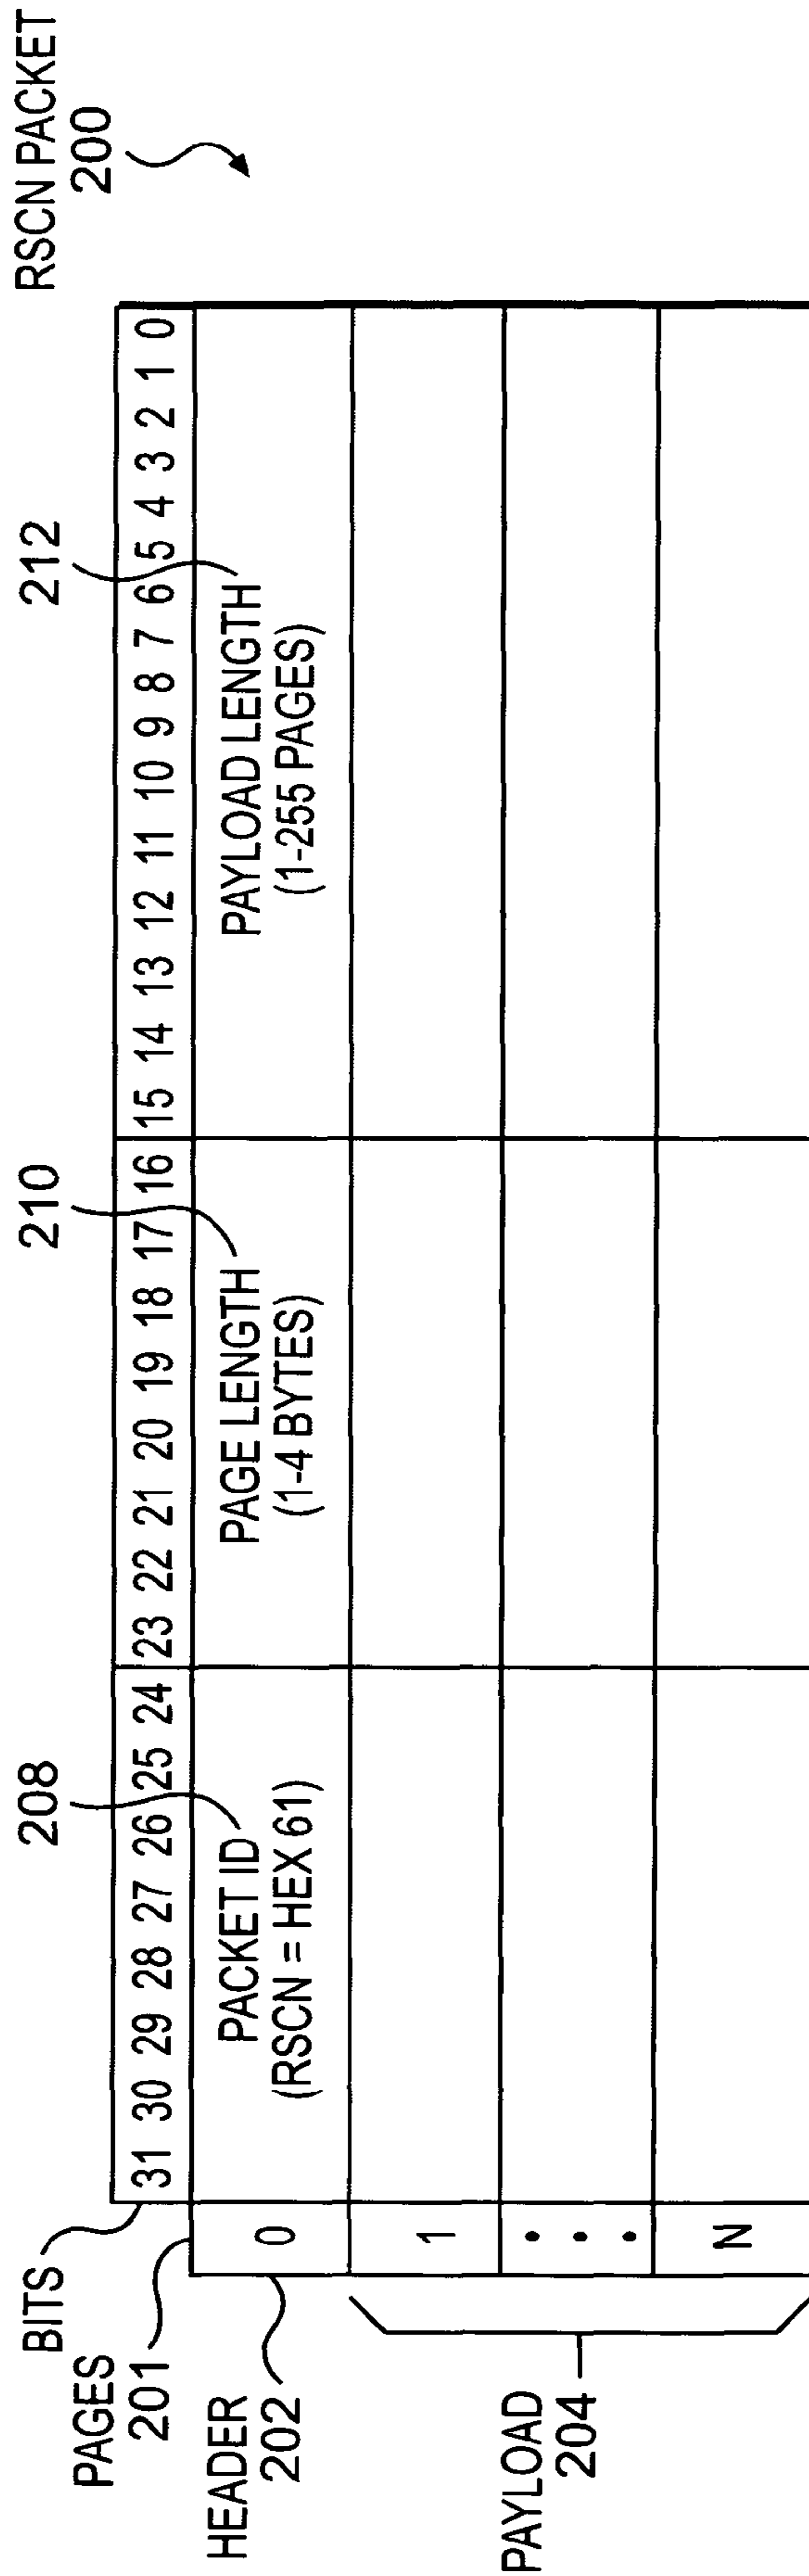 RSCN PACKET
200
208
210
212
BITS
31 30 29 28 27 26 25 24 23 22 21 20 19 18 17 16 15 14 13 12 11 10 9 8 7 6 5 4 3 2 1 0
PAGES
201
HEADER
202
0
PACKET ID
(RSCN = HEX 61)
PAGE LENGTH
(1-4 BYTES)
PAYLOAD LENGTH
(1-255 PAGES)
PAYLOAD
204
1
• • •
N